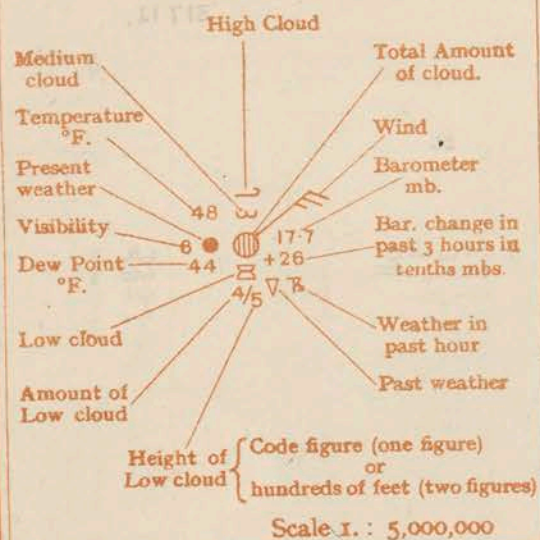 High Cloud
Medium
cloud
Total Amount
of cloud.
Temperature
°F.
Wind
Present
weather
Barometer
mb.
48
Visibility
6
17·7
Bar. change in
past 3 hours in
tenths mbs.
+26
Dew Point
°F.
44
4/5
Low cloud
Weather in
past hour
Amount of
Low cloud
Past weather
Height of
Low cloud
Code figure (one figure)
or
hundreds of feet (two figures)
Scale 1. : 5,000,000